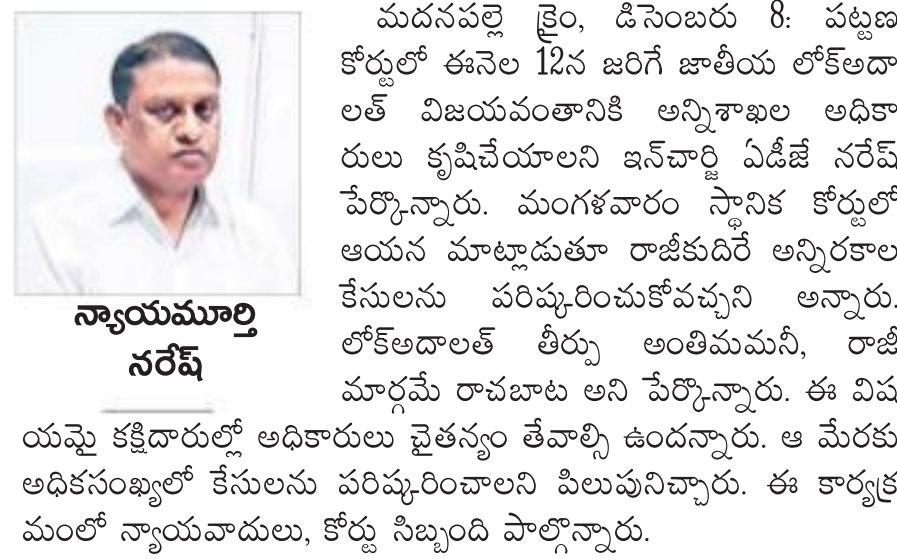 మదనపల్లె క్రైం, డిసెంబరు 8: పట్టణ
కోర్టులో ఈనెల 12న జరిగే జాతీయ లోక్అదా
లత్ విజయవంతానికి అన్నిశాఖల అధికా
రులు కృషిచేయాలని ఇన్‌చార్జి ఏడీజే నరేష్
పేర్కొన్నారు. మంగళవారం స్థానిక కోర్టులో
ఆయన మాట్లాడుతూ రాజీకుదిరే అన్నిరకాల
కేసులను పరిష్కరించుకోవచ్చని అన్నారు.
లోక్అదాలత్ తీర్పు అంతిమమనీ, రాజీ
మార్గమే రాచబాట అని పేర్కొన్నారు. ఈ విష
యమై కక్షిదారుల్లో అధికారులు చైతన్యం తేవాల్సి ఉందన్నారు. ఆ మేరకు
అధికసంఖ్యలో కేసులను పరిష్కరించాలని పిలుపునిచ్చారు. ఈ కార్యక్ర
మంలో న్యాయవాదులు, కోర్టు సిబ్బంది పాల్గొన్నారు.
న్యాయమూర్తి
నరేష్